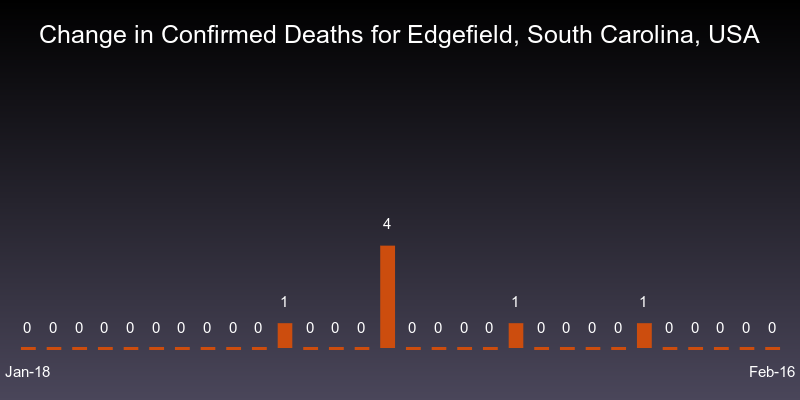 Change in Confirmed Deaths for Edgefield, South Carolina, USA
4
1 1 1
0 0 0 0 0 0 0 0 0 0 0 0 0 0 0 0 0 0 0 0 0 0 0 0 0 0
Jan-18 Feb-16